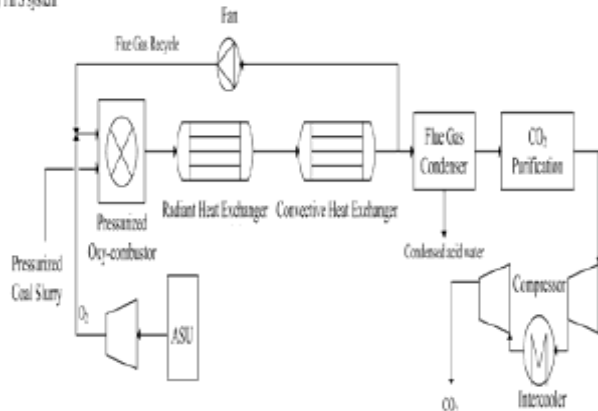 system
Fan
Flue Gas Recycle
Flue Gas
Condenser
CO₂
Purification
Radiant Heat Exchanger
Convective Heat Exchanger
Pressurized
Oxy-combustor
Condensed acid water
Pressurized
Coal Slurry
O₂
ASU
Compressor
Intercooler
CO₂